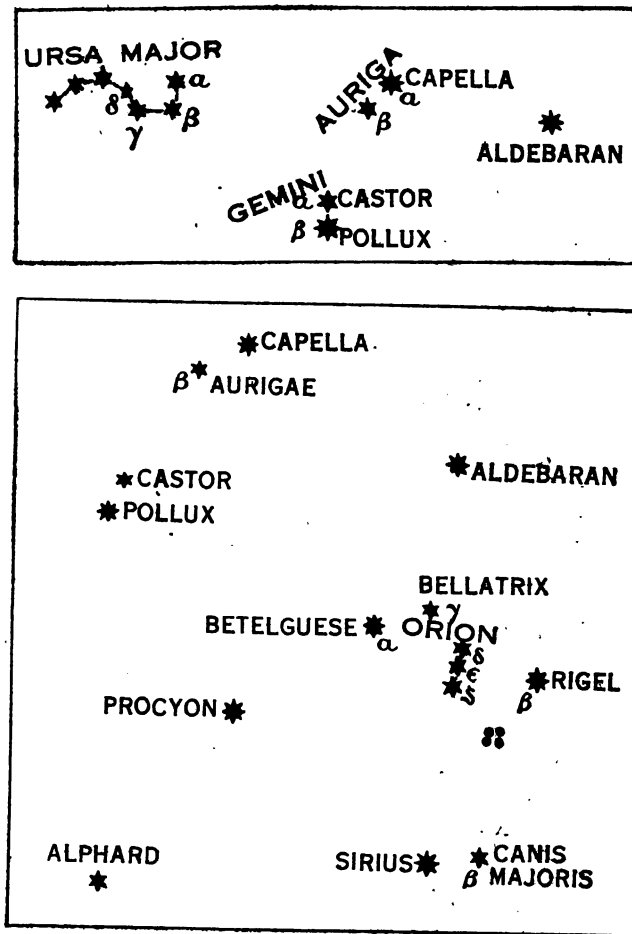 URSA MAJOR
α
δ
γ
β
AURIGA
CAPELLA
α
β
ALDEBARAN
GEMINI
α CASTOR
β POLLUX
CAPELLA
β AURIGAE
CASTOR
POLLUX
ALDEBARAN
BELLATRIX
γ
BETELGUESE
α
ORION
δ
ε
ξ
RIGEL
β
PROCYON
ALPHARD
SIRIUS
CANIS
β MAJORIS